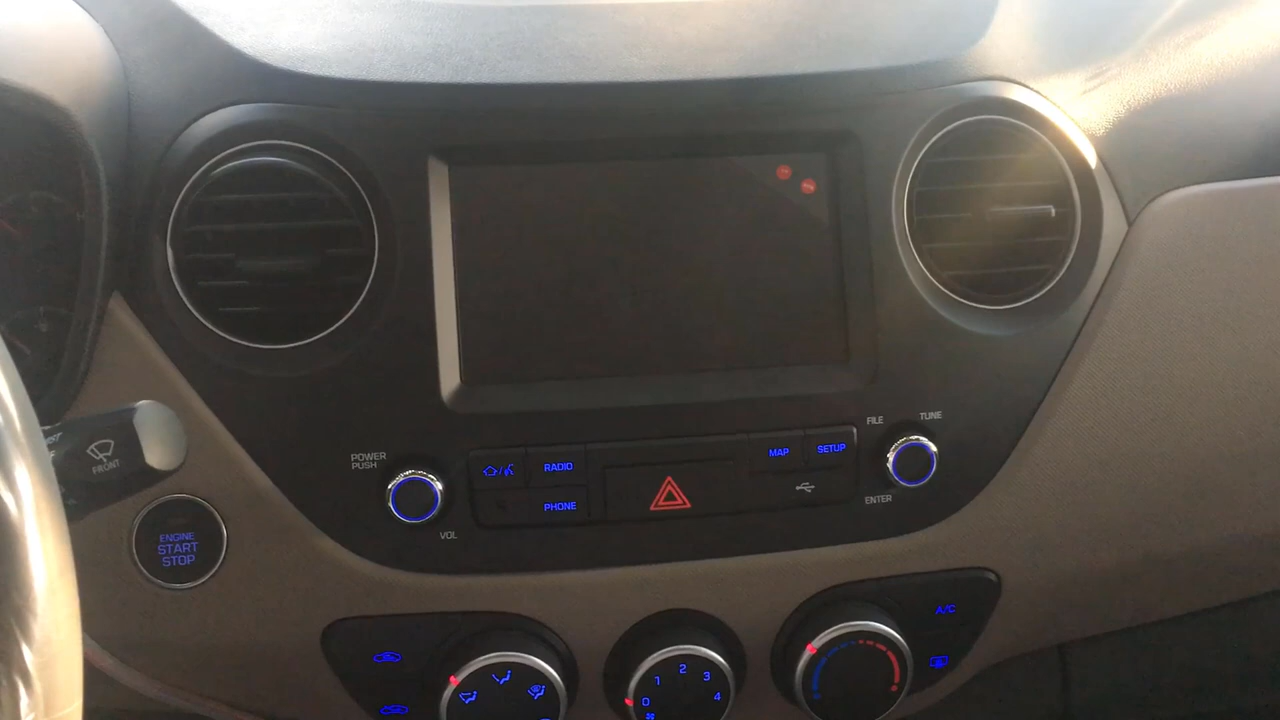 FILE TUNE
POWER
PUSH
RADIO
MAP
SETUP
PHONE
ENTER
VOL
FRONT
ENGINE
START
STOP
A/C
0 1 2 3 4